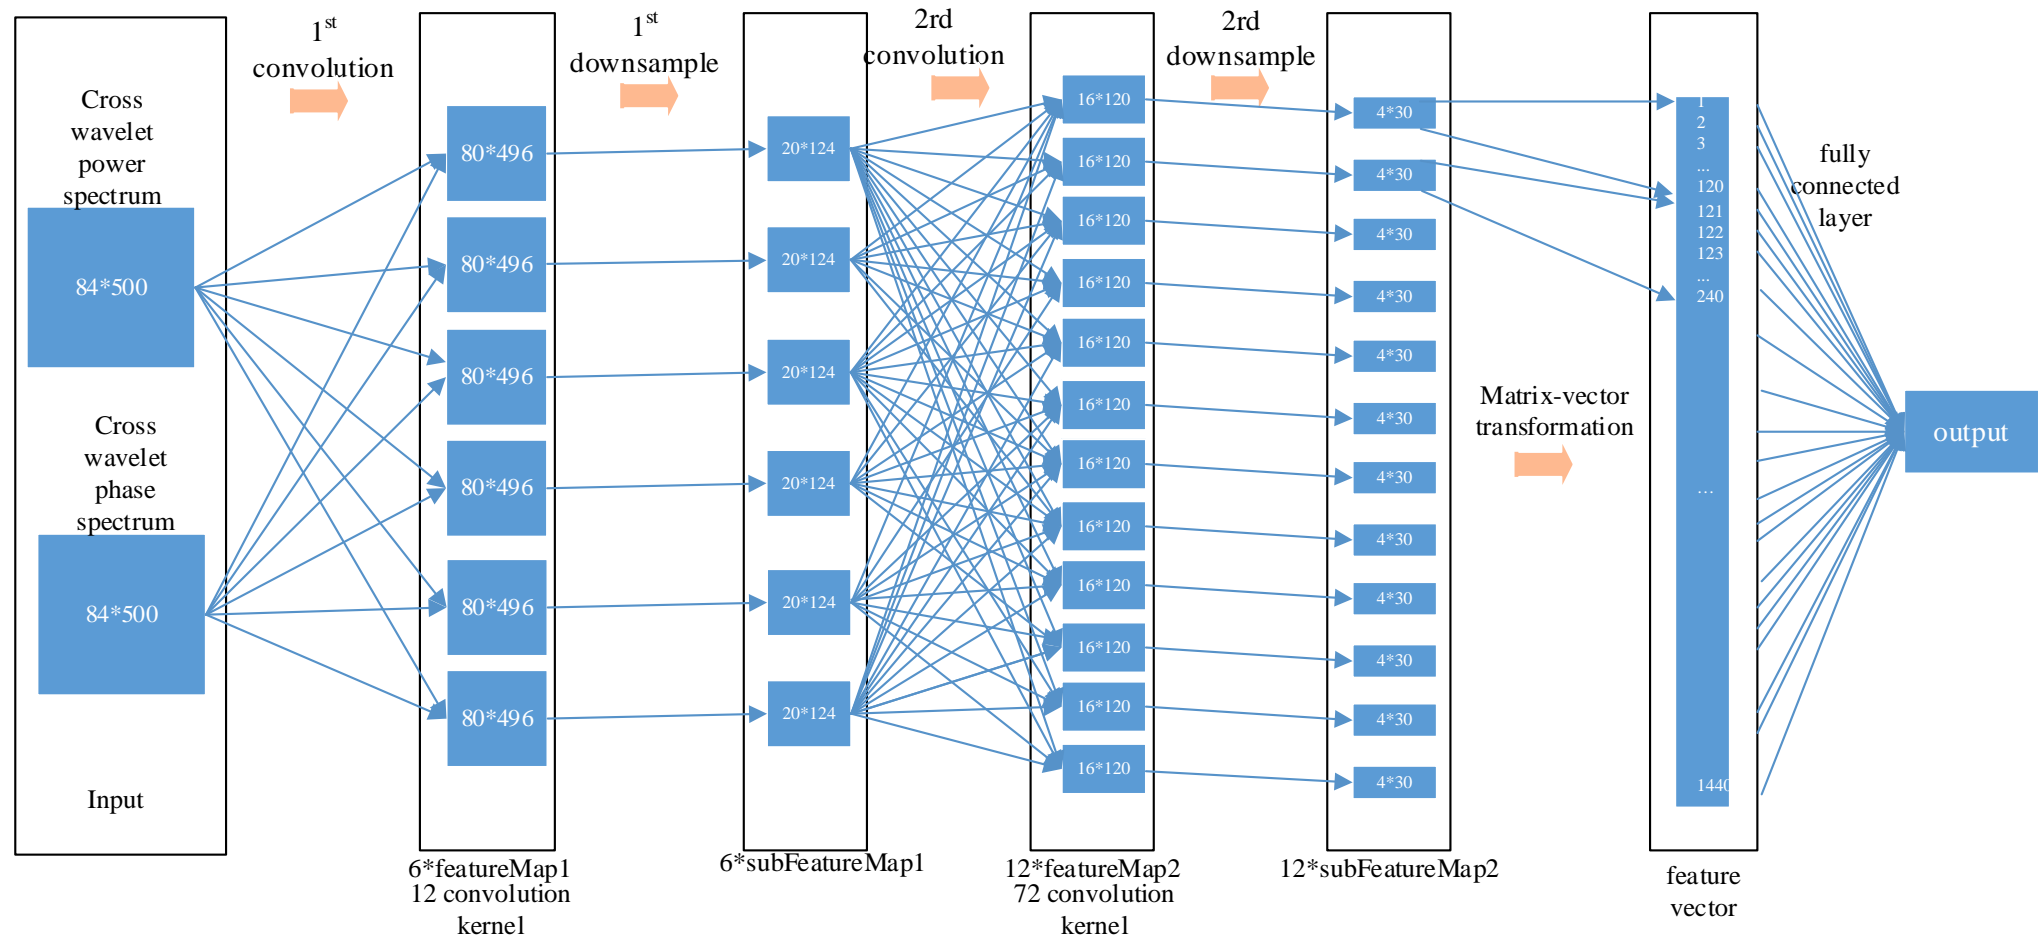 1st
convolution
1st
downsample
2rd
convolution
2rd
downsample
Cross
wavelet
power
spectrum
84*500
Cross
wavelet
phase
spectrum
84*500
Input
80*496
80*496
80*496
80*496
80*496
80*496
6*featureMap1
12 convolution
kernel
20*124
20*124
20*124
20*124
20*124
20*124
6*subFeatureMap1
16*120
16*120
16*120
16*120
16*120
16*120
16*120
16*120
16*120
16*120
16*120
16*120
12*featureMap2
72 convolution
kernel
4*30
4*30
4*30
4*30
4*30
4*30
4*30
4*30
4*30
4*30
4*30
4*30
12*subFeatureMap2
Matrix-vector
transformation
1
2
3
...
120
121
122
123
...
240
...
1440
feature
vector
fully
connected
layer
output